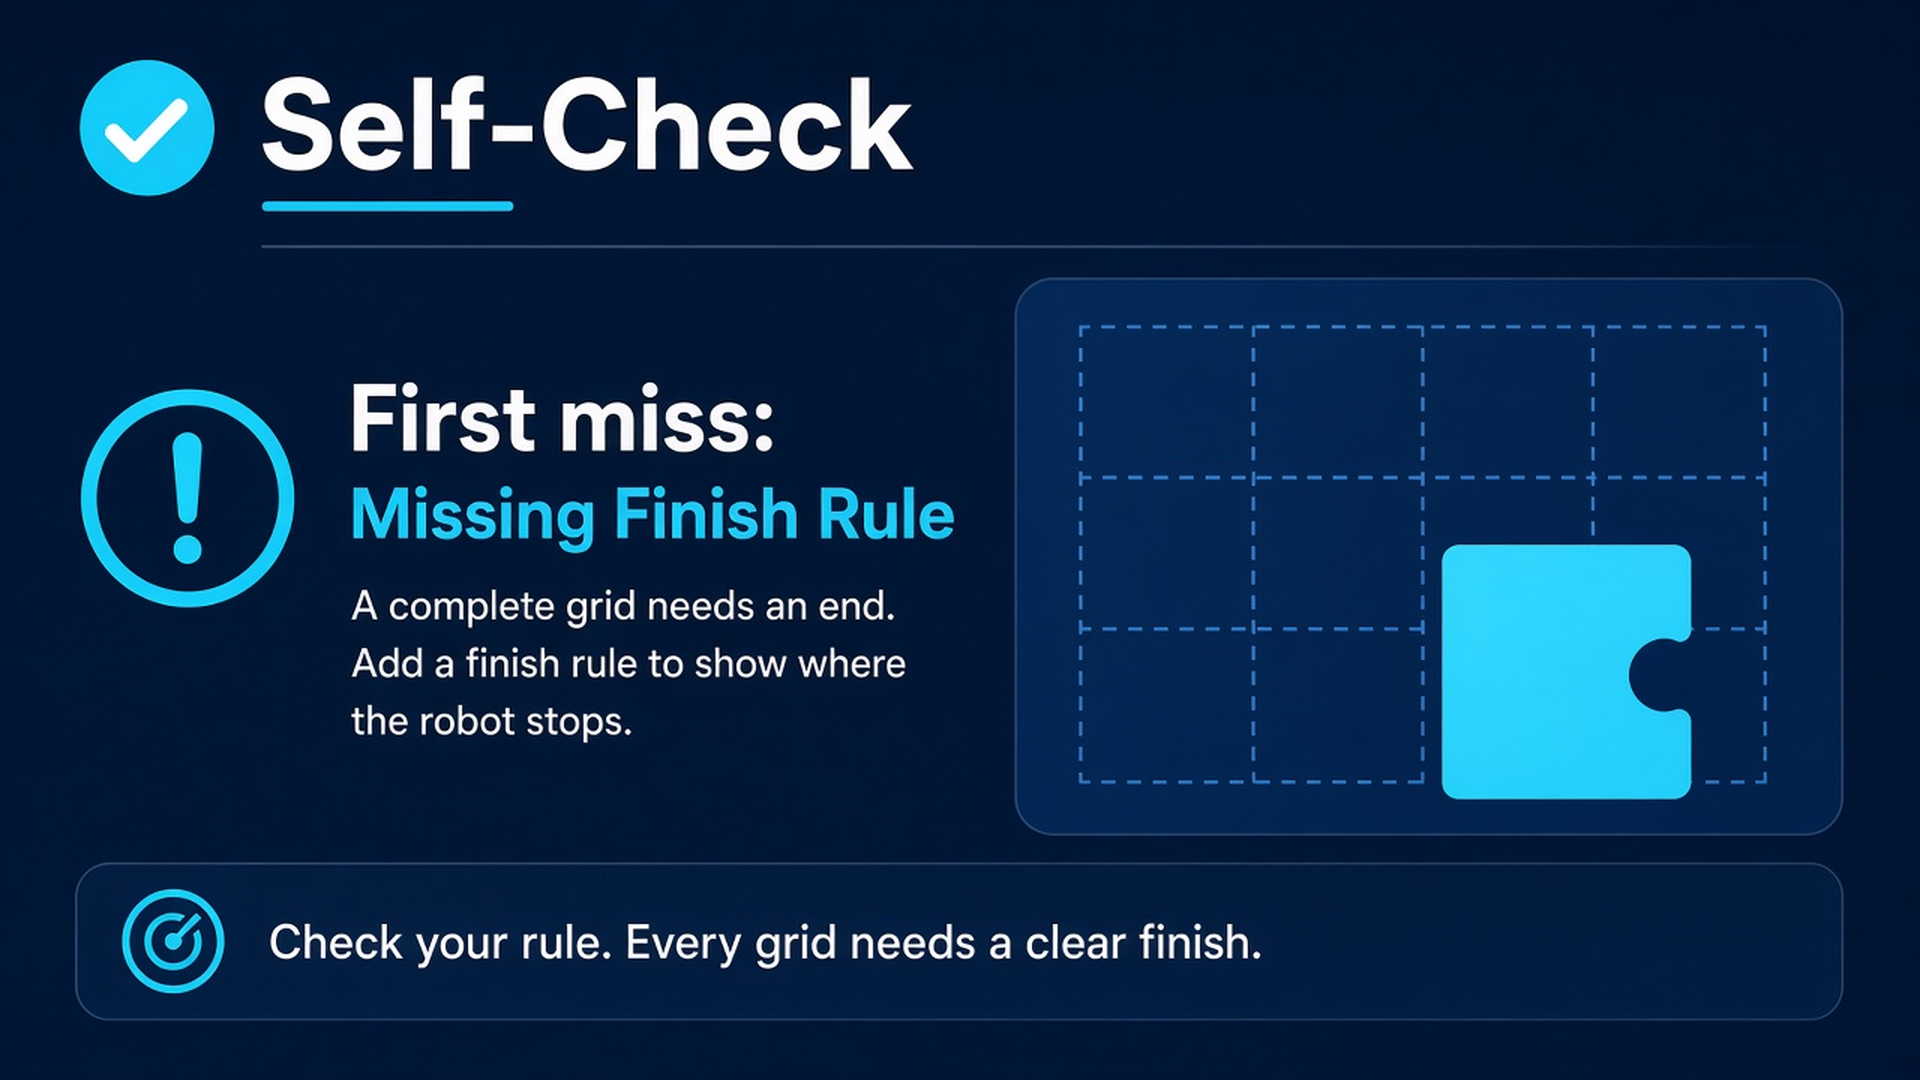 Self-Check
First miss:
Missing Finish Rule
A complete grid needs an end.
Add a finish rule to show where
the robot stops.
Check your rule. Every grid needs a clear finish.